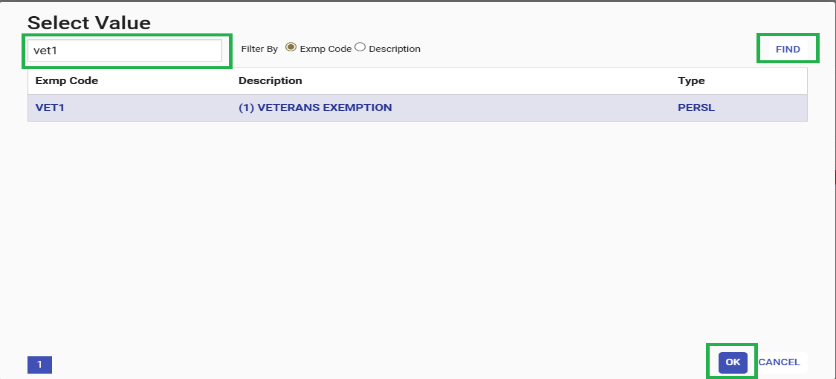 Select Value
vet1 Filter By Exmp Code Description FIND
Exmp Code Description Type
VET1 (1) VETERANS EXEMPTION PERSL
1 OK CANCEL